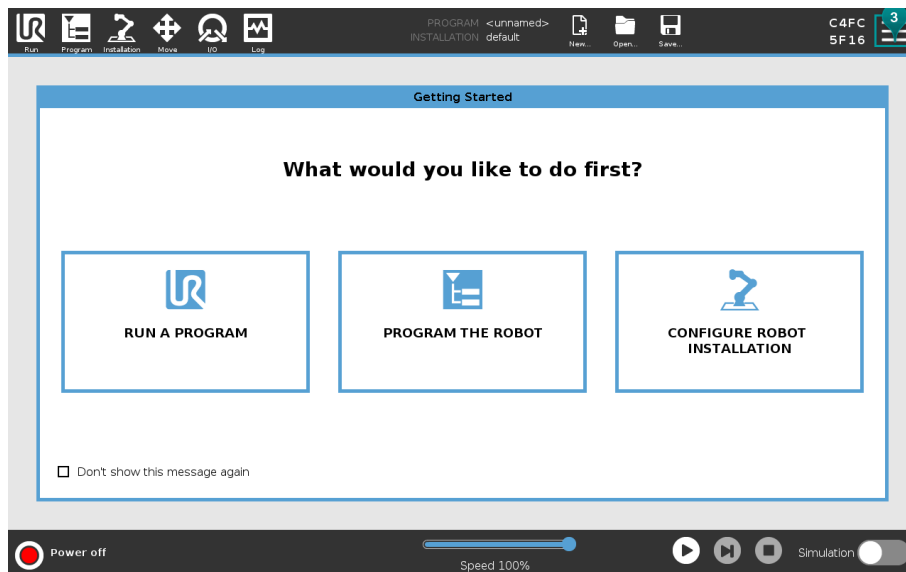 PROGRAM <unnamed>
INSTALLATION default
C4FC
5F16
3
Run Program Installation Move I/O Log New... Open... Save...
Getting Started
What would you like to do first?
RUN A PROGRAM
PROGRAM THE ROBOT
CONFIGURE ROBOT
INSTALLATION
Don't show this message again
Power off
Speed 100%
Simulation